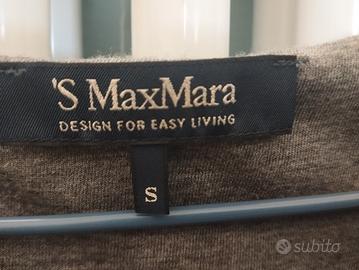 'S MaxMara
DESIGN FOR EASY LIVING
S
subito